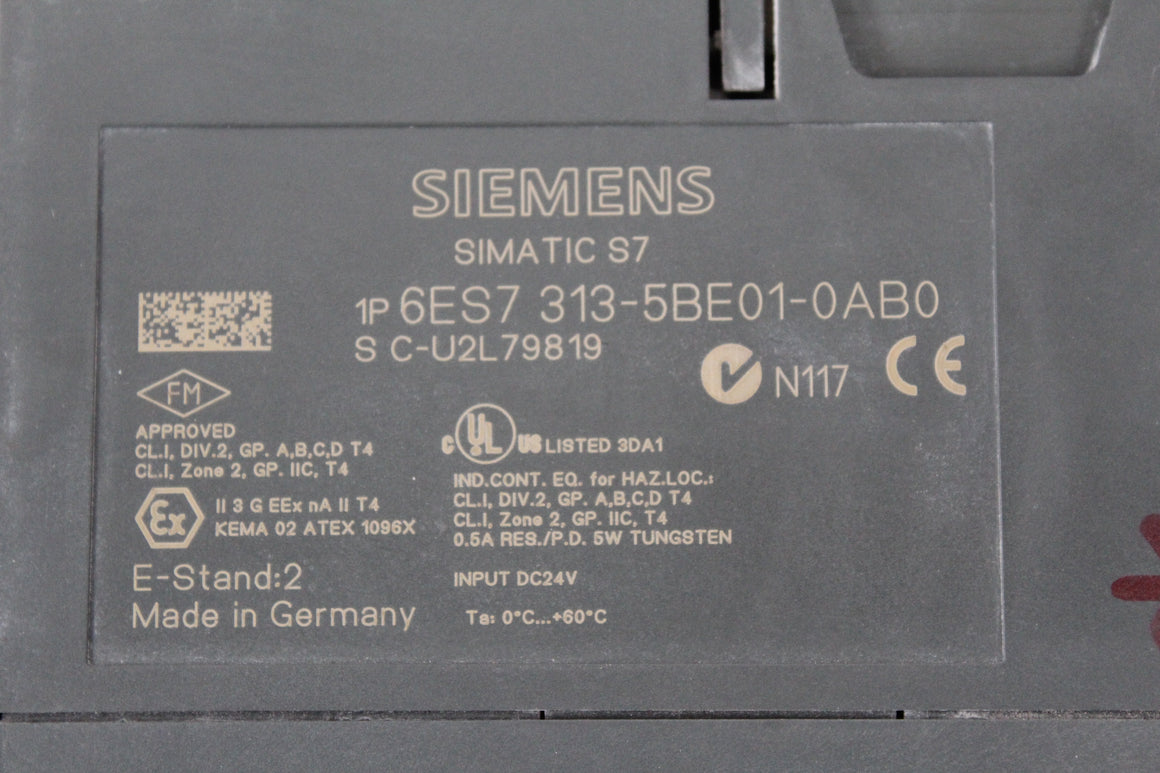 SIEMENS
SIMATIC S7
1P 6ES7 313-5BE01-0AB0
S C-U2L79819
N117 CE
FM
APPROVED
CL.I, DIV.2, GP. A,B,C,D T4
CL.I, Zone 2, GP. IIC, T4
Ex
II 3 G EEx nA II T4
KEMA 02 ATEX 1096X
E-Stand:2
Made in Germany
C UL US LISTED 3DA1
IND.CONT. EQ. for HAZ.LOC.:
CL.I, DIV.2, GP. A,B,C,D T4
CL.I, Zone 2, GP. IIC, T4
0.5A RES./P.D. 5W TUNGSTEN
INPUT DC24V
Ta: 0°C...+60°C